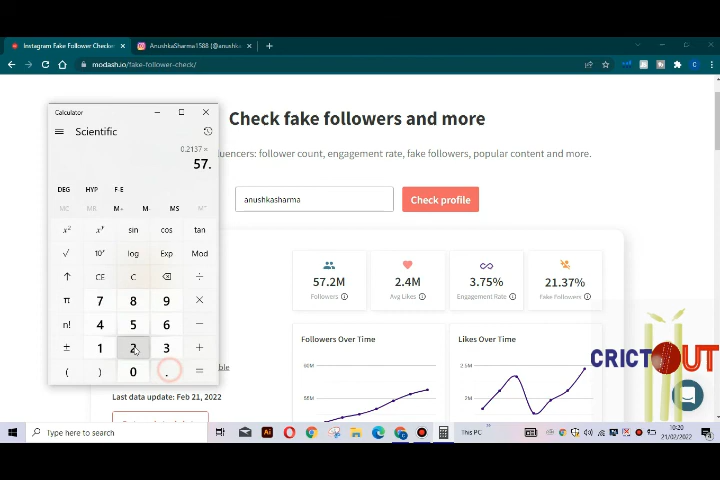 Instagram Fake Follower Checker
AnushkaSharma1588 (@anushka
modash.io/fake-follower-check/
Calculator
Scientific
0.2137 ×
57.
DEG HYP F-E
MC MR M+ M- MS M˅
x² xʸ sin cos tan
√ 10ˣ log Exp Mod
↑ CE C ÷
π 7 8 9 ×
n! 4 5 6 −
± 1 2 3 +
( ) 0 . =
Check fake followers and more
fluencers: follower count, engagement rate, fake followers, popular content and more.
anushkasharma
Check profile
57.2M
Followers
2.4M
Avg Likes
3.75%
Engagement Rate
21.37%
Fake Followers
Followers Over Time
60M
Likes Over Time
2.5M
2M
Last data update: Feb 21, 2022
CRICTOUT
Type here to search
This PC
10:20
21/02/2022